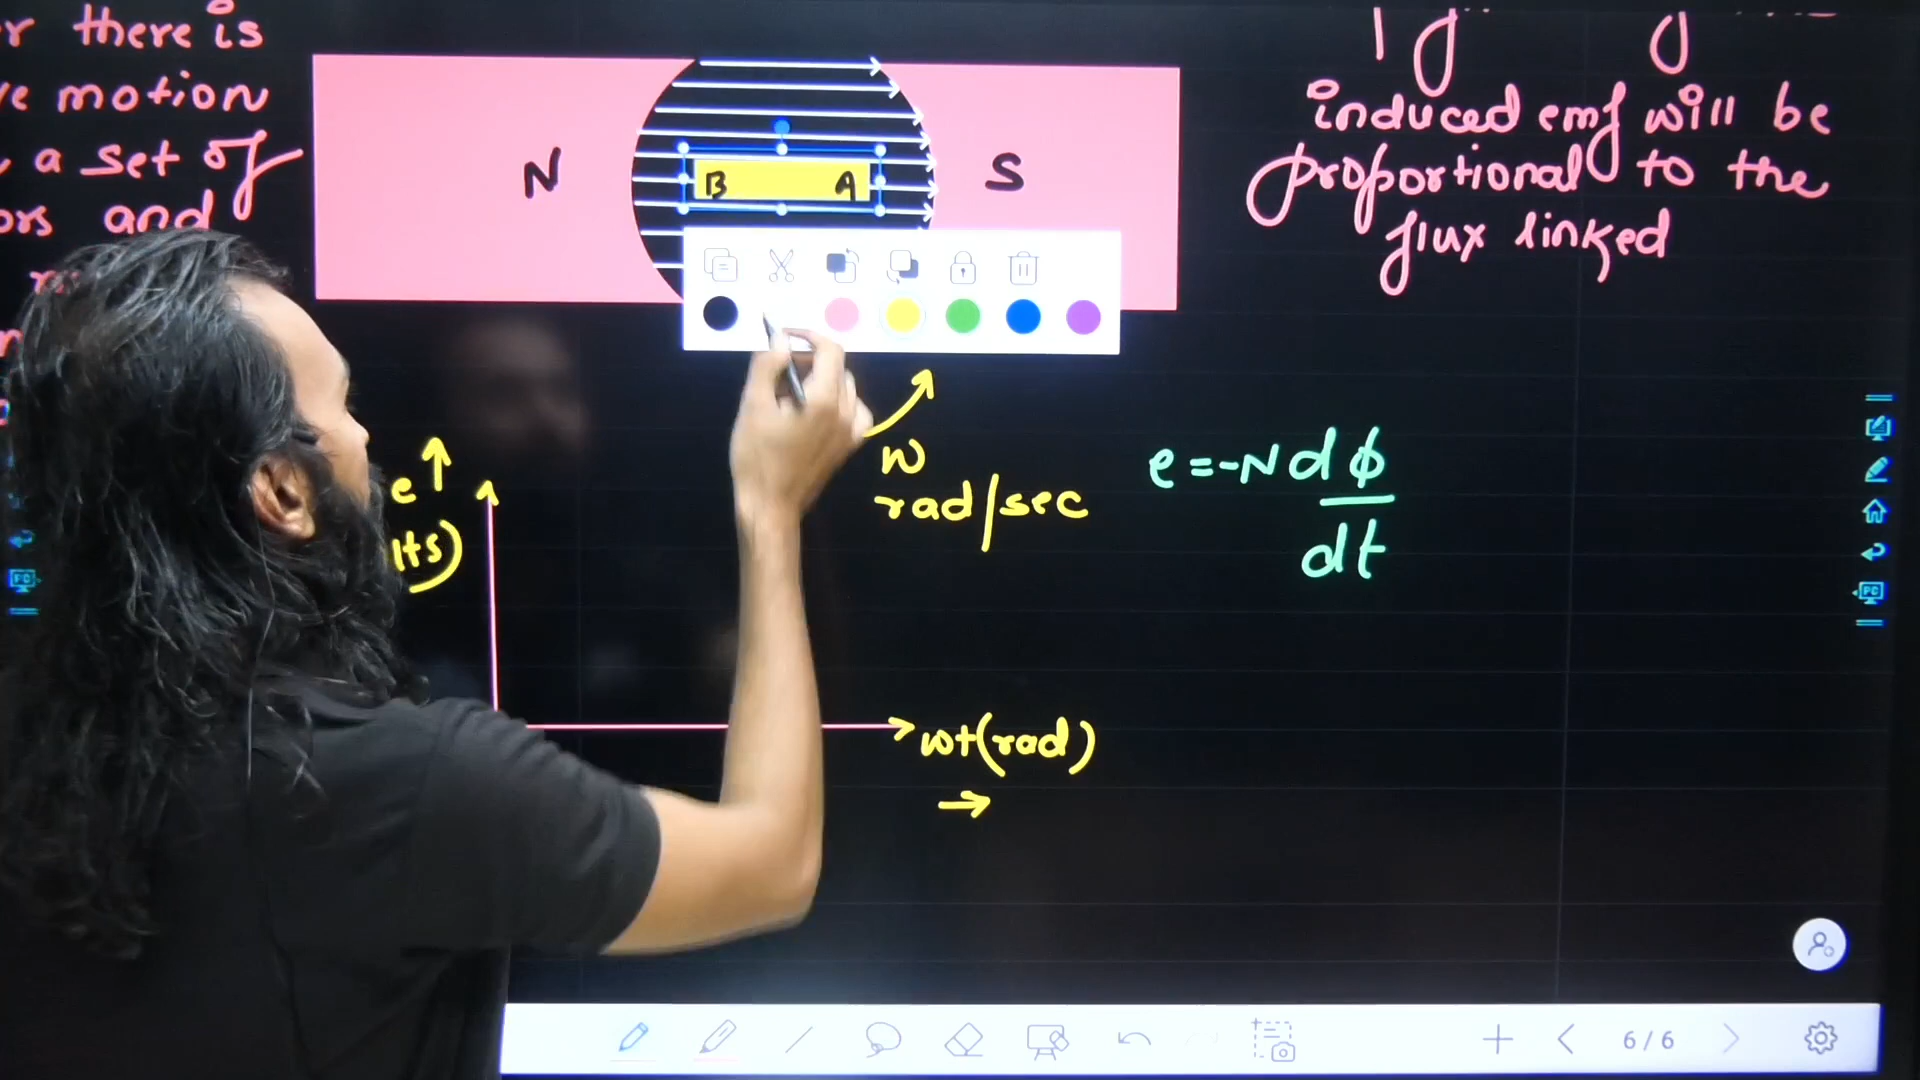 there is
motion
a set of
and
N
B A
S
induced emf will be
proportional to the
flux linked
e
w
rad/sec
e = -N dϕ
dt
wt(rad)
6/6